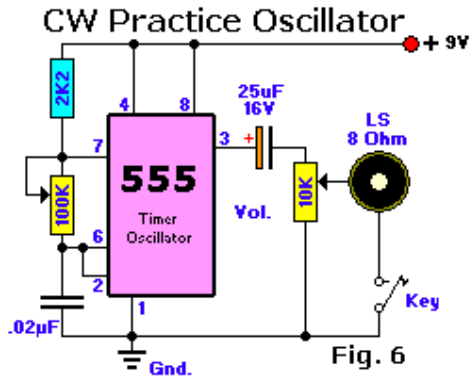 CW Practice Oscillator
+ 9V
2K2
4
8
25uF
16V
LS
8 Ohm
7
3
+
555
Timer
Oscillator
100K
Vol.
10K
6
2
.02µF
1
Key
Gnd.
Fig. 6